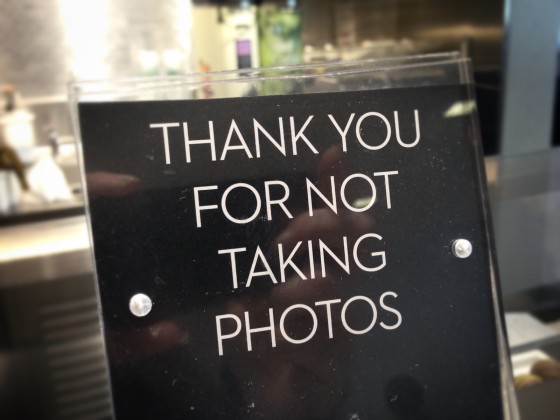 THANK YOU
FOR NOT
TAKING
PHOTOS